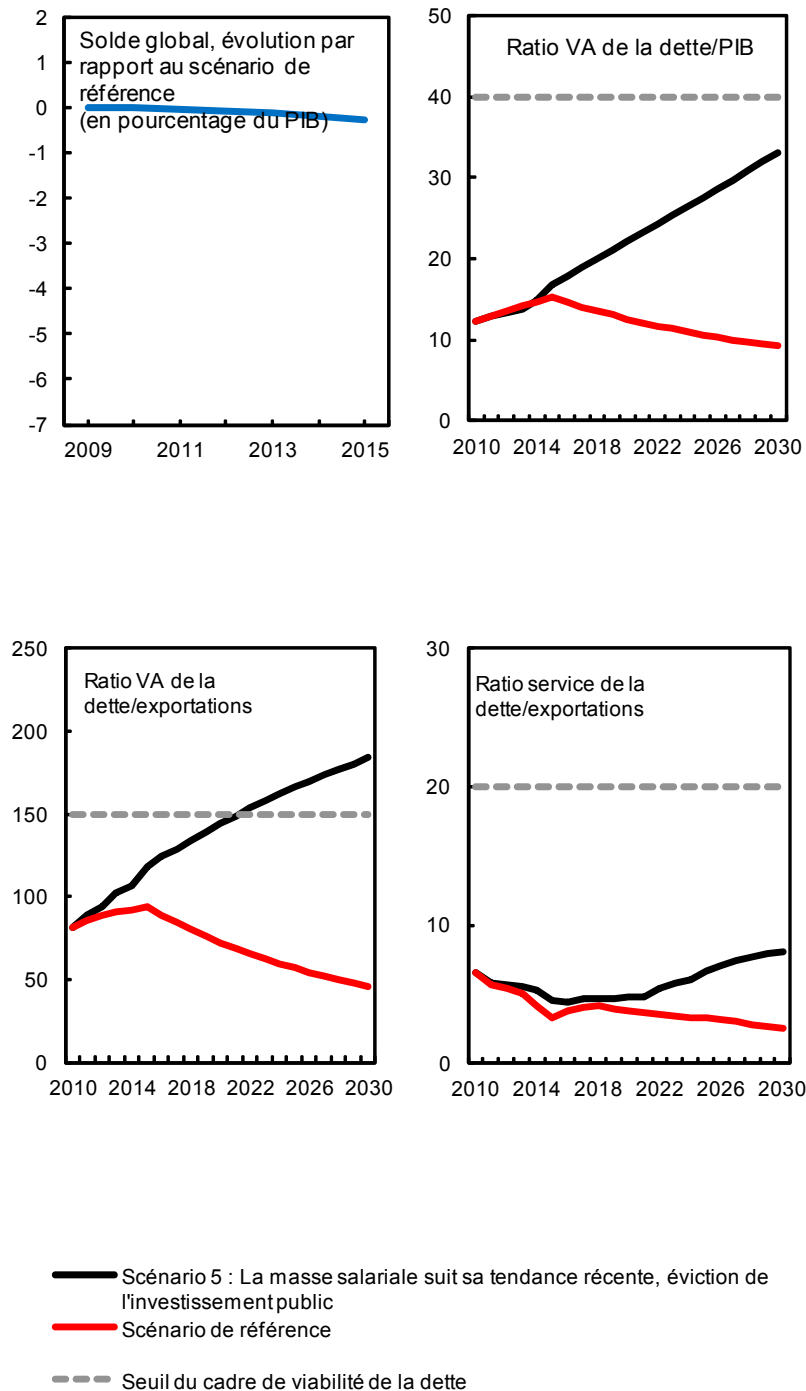 2
1
0
-1
-2
-3
-4
-5
-6
-7
Solde global, évolution par
rapport au scénario de
référence
(en pourcentage du PIB)
2009 2011 2013 2015
50
40
30
20
10
0
Ratio VA de la dette/PIB
2010 2014 2018 2022 2026 2030
250
200
150
100
50
0
Ratio VA de la
dette/exportations
2010 2014 2018 2022 2026 2030
30
20
10
0
Ratio service de la
dette/exportations
2010 2014 2018 2022 2026 2030
Scénario 5 : La masse salariale suit sa tendance récente, éviction de
l'investissement public
Scénario de référence
Seuil du cadre de viabilité de la dette